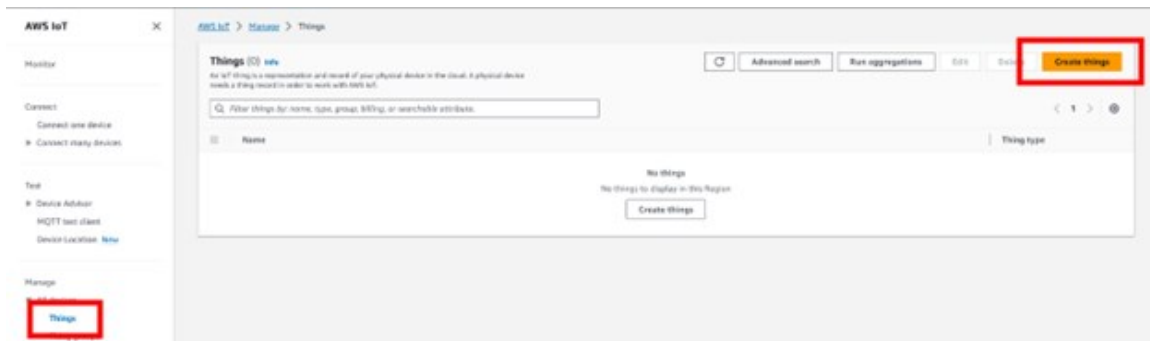 AWS IoT
Monitor
Connect
Connect one device
Connect many devices
Test
Device Advisor
MQTT test client
Device Location New
Manage
Things
AWS IoT > Manage > Things
Things (0) Info
An IoT thing is a representation and record of your physical device in the cloud. A physical device
needs a thing record in order to work with AWS IoT.
Advanced search
Run aggregations
Edit
Delete
Create things
Filter things by: name, type, group, billing, or searchable attribute.
1
Name
Thing type
No things
No things to display in this Region
Create things